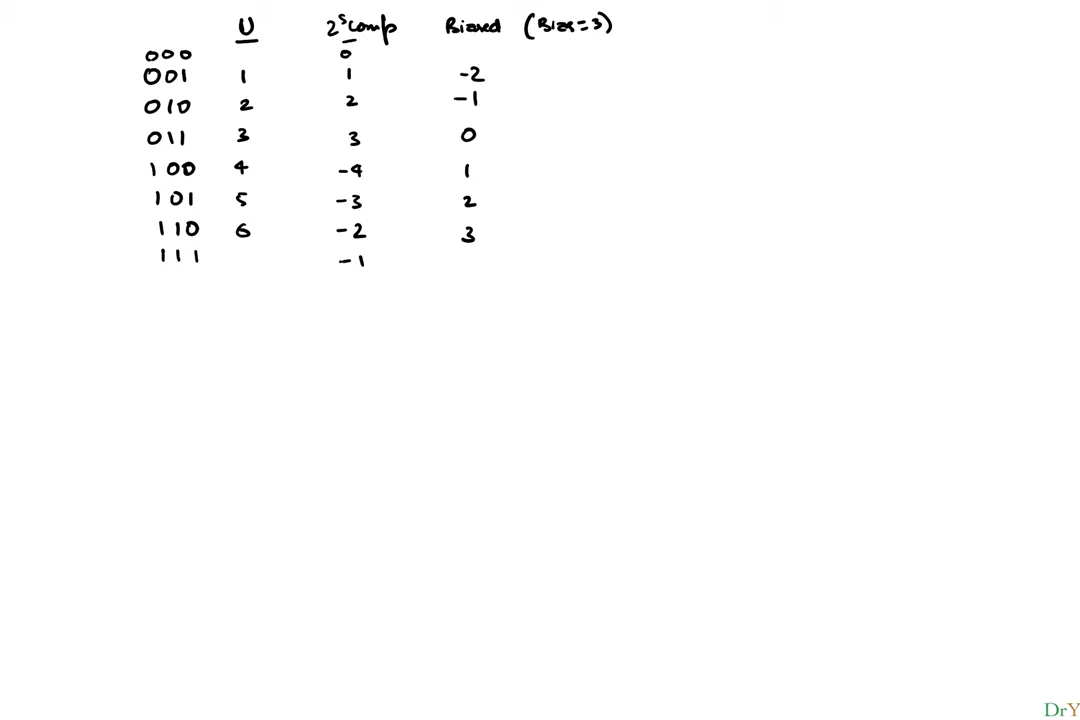 U 2's Comp Biased (Bias=3)
000 0
001 1 1 -2
010 2 2 -1
011 3 3 0
100 4 -4 1
101 5 -3 2
110 6 -2 3
111 -1
DrY